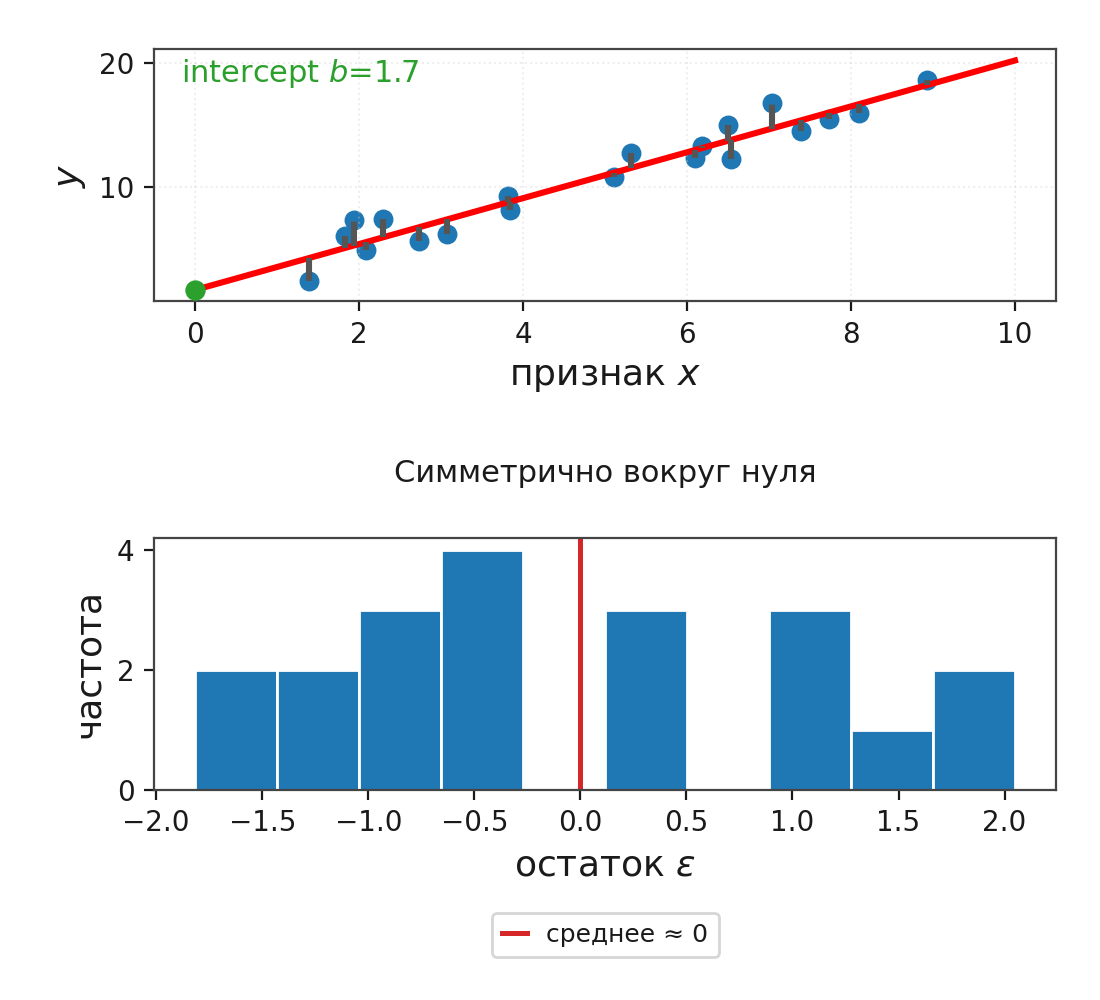 20
10
y
intercept b=1.7
0 2 4 6 8 10
признак x
Симметрично вокруг нуля
4
2
0
частота
−2.0 −1.5 −1.0 −0.5 0.0 0.5 1.0 1.5 2.0
остаток ε
среднее ≈ 0